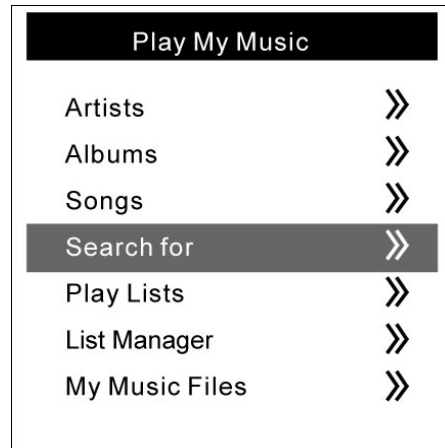 Play My Music
Artists
Albums
Songs
Search for
Play Lists
List Manager
My Music Files